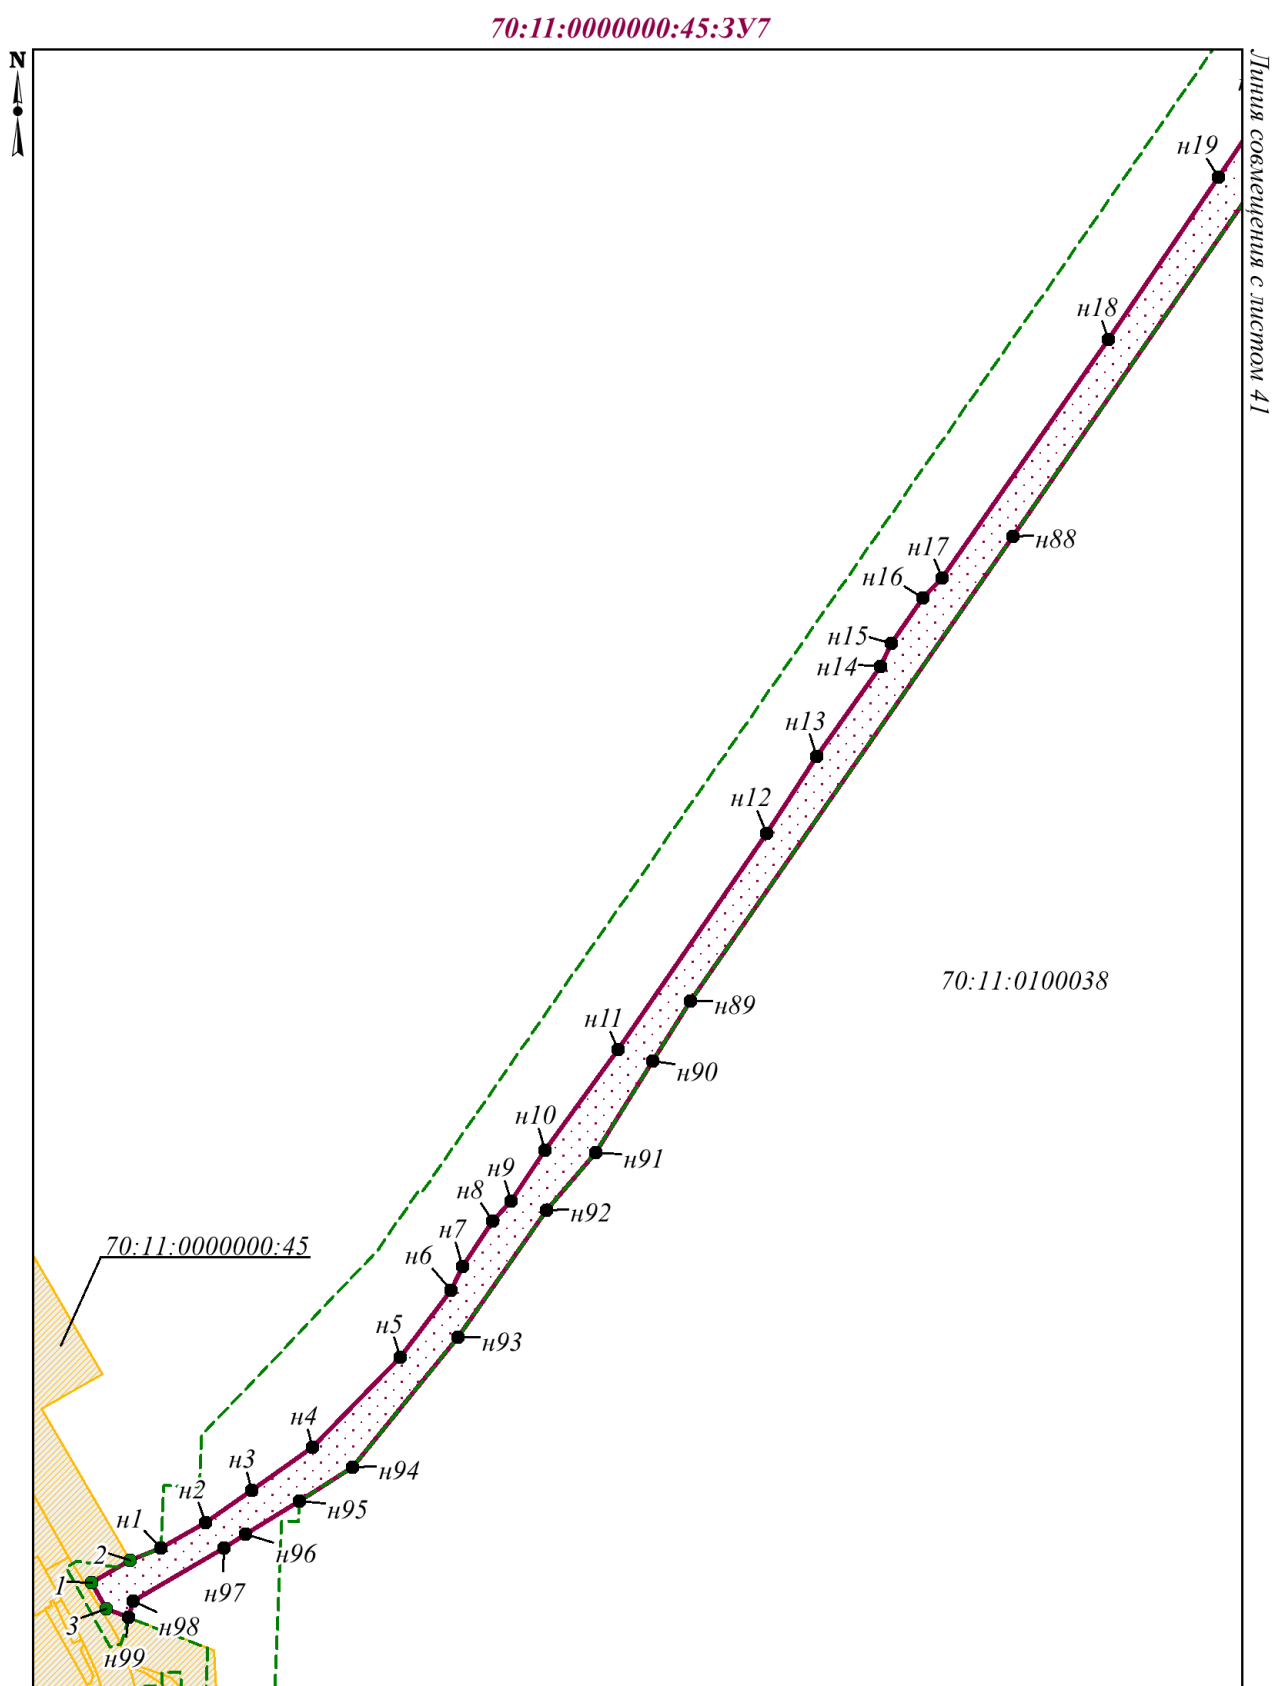 70:11:0000000:45:ЗУ7
N
Линия совмещения с листом 41
н19
н18
н88
н17
н16
н15
н14
н13
н12
70:11:0100038
н89
н11
н90
н10
н91
н9
н8
н92
н7
70:11:0000000:45
н6
н5
н93
н4
н94
н3
н2
н95
н1
н96
2
н97
1
3
н98
н99